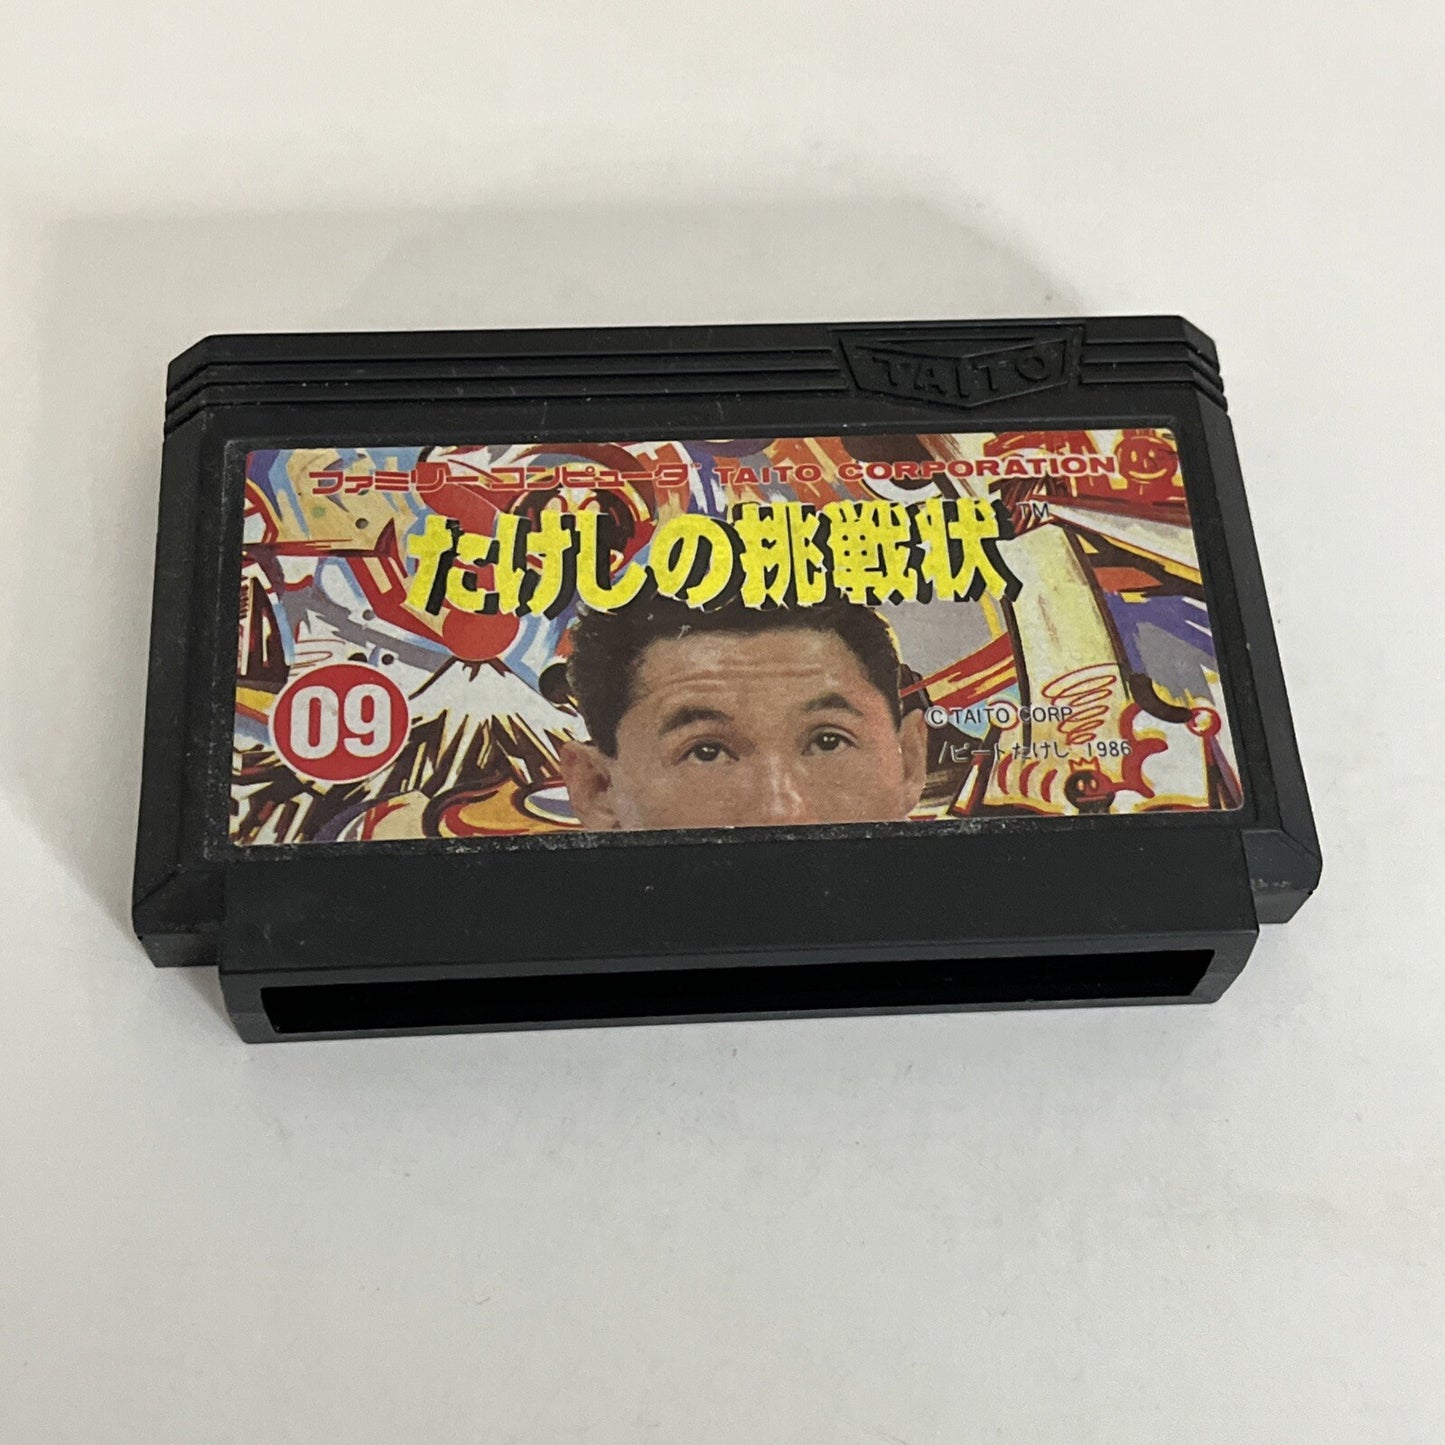 TAITO
ファミリーコンピュータ TAITO CORPORATION
たけしの挑戦状™
09
© TAITO CORP.
/ビートたけし 1986